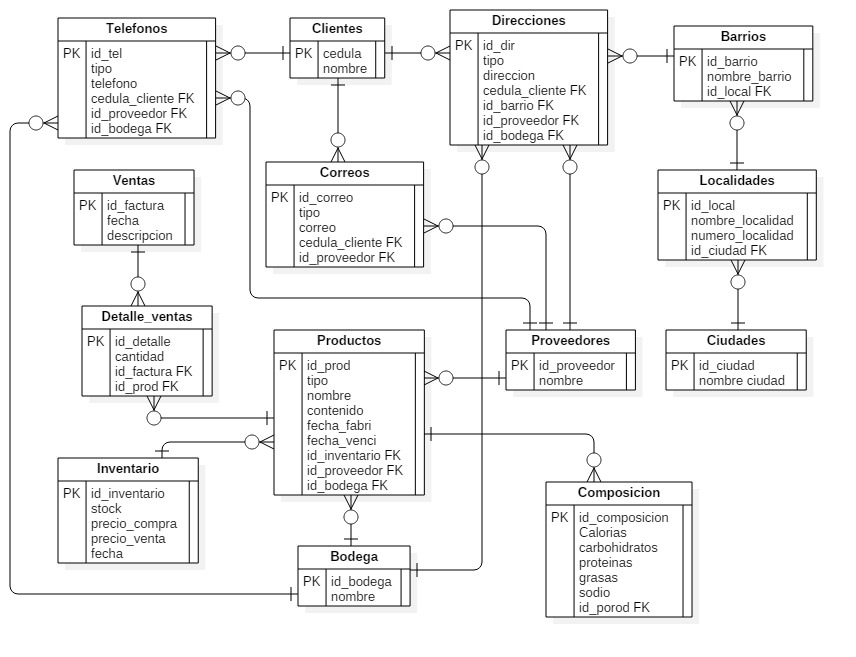 Telefonos
PK id_tel
tipo
telefono
cedula_cliente FK
id_proveedor FK
id_bodega FK
Clientes
PK cedula
nombre
Direcciones
PK id_dir
tipo
direccion
cedula_cliente FK
id_barrio FK
id_proveedor FK
id_bodega FK
Barrios
PK id_barrio
nombre_barrio
id_local FK
Ventas
PK id_factura
fecha
descripcion
Correos
PK id_correo
tipo
correo
cedula_cliente FK
id_proveedor FK
Localidades
PK id_local
nombre_localidad
numero_localidad
id_ciudad FK
Detalle_ventas
PK id_detalle
cantidad
id_factura FK
id_prod FK
Productos
PK id_prod
tipo
nombre
contenido
fecha_fabri
fecha_venci
id_inventario FK
id_proveedor FK
id_bodega FK
Proveedores
PK id_proveedor
nombre
Ciudades
PK id_ciudad
nombre ciudad
Inventario
PK id_inventario
stock
precio_compra
precio_venta
fecha
Bodega
PK id_bodega
nombre
Composicion
PK id_composicion
Calorias
carbohidratos
proteinas
grasas
sodio
id_porod FK